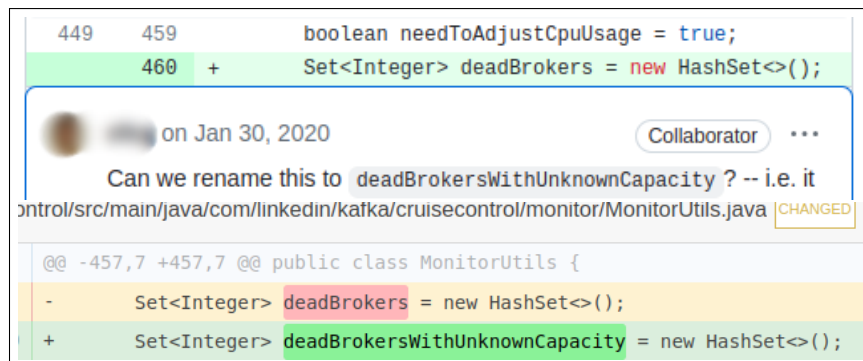 449 459 boolean needToAdjustCpuUsage = true;
460 + Set<Integer> deadBrokers = new HashSet<>();
on Jan 30, 2020 Collaborator ...
Can we rename this to deadBrokersWithUnknownCapacity? -- i.e. it
ontrol/src/main/java/com/linkedin/kafka/cruisecontrol/monitor/MonitorUtils.java CHANGED
@@ -457,7 +457,7 @@ public class MonitorUtils {
- Set<Integer> deadBrokers = new HashSet<>();
+ Set<Integer> deadBrokersWithUnknownCapacity = new HashSet<>();